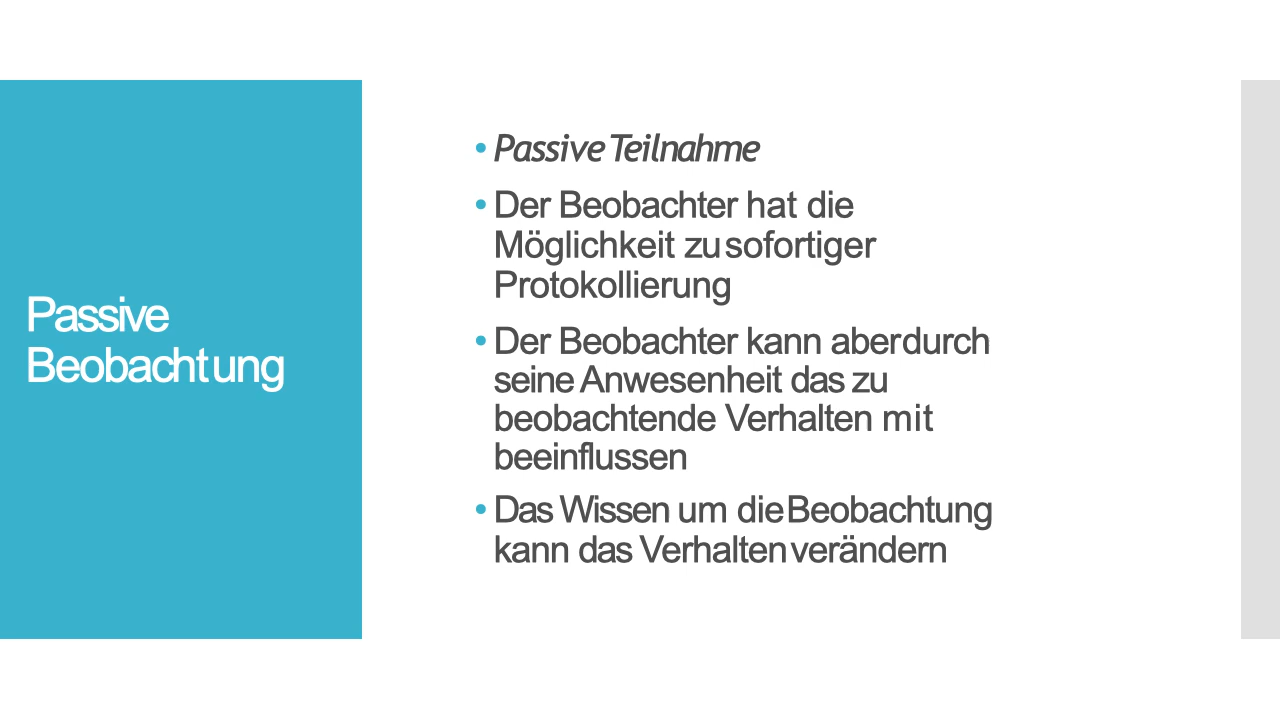 Passive
Beobachtung
• Passive Teilnahme
• Der Beobachter hat die
Möglichkeit zu sofortiger
Protokollierung
• Der Beobachter kann aber durch
seine Anwesenheit das zu
beobachtende Verhalten mit
beeinflussen
• Das Wissen um die Beobachtung
kann das Verhalten verändern